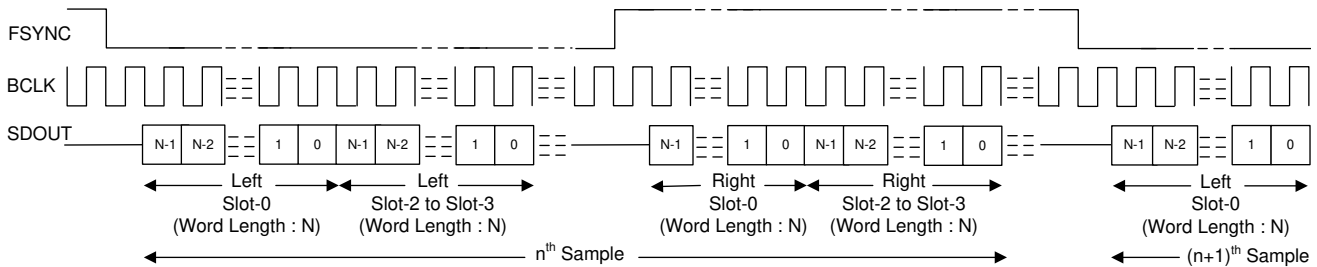 FSYNC
BCLK
SDOUT
N-1 N-2 1 0 N-1 N-2 1 0 N-1 1 0 N-1 N-2 1 0 N-1 N-2 1 0
Left Left Right Right Left
Slot-0 Slot-2 to Slot-3 Slot-0 Slot-2 to Slot-3 Slot-0
(Word Length : N) (Word Length : N) (Word Length : N) (Word Length : N) (Word Length : N)
nth Sample (n+1)th Sample